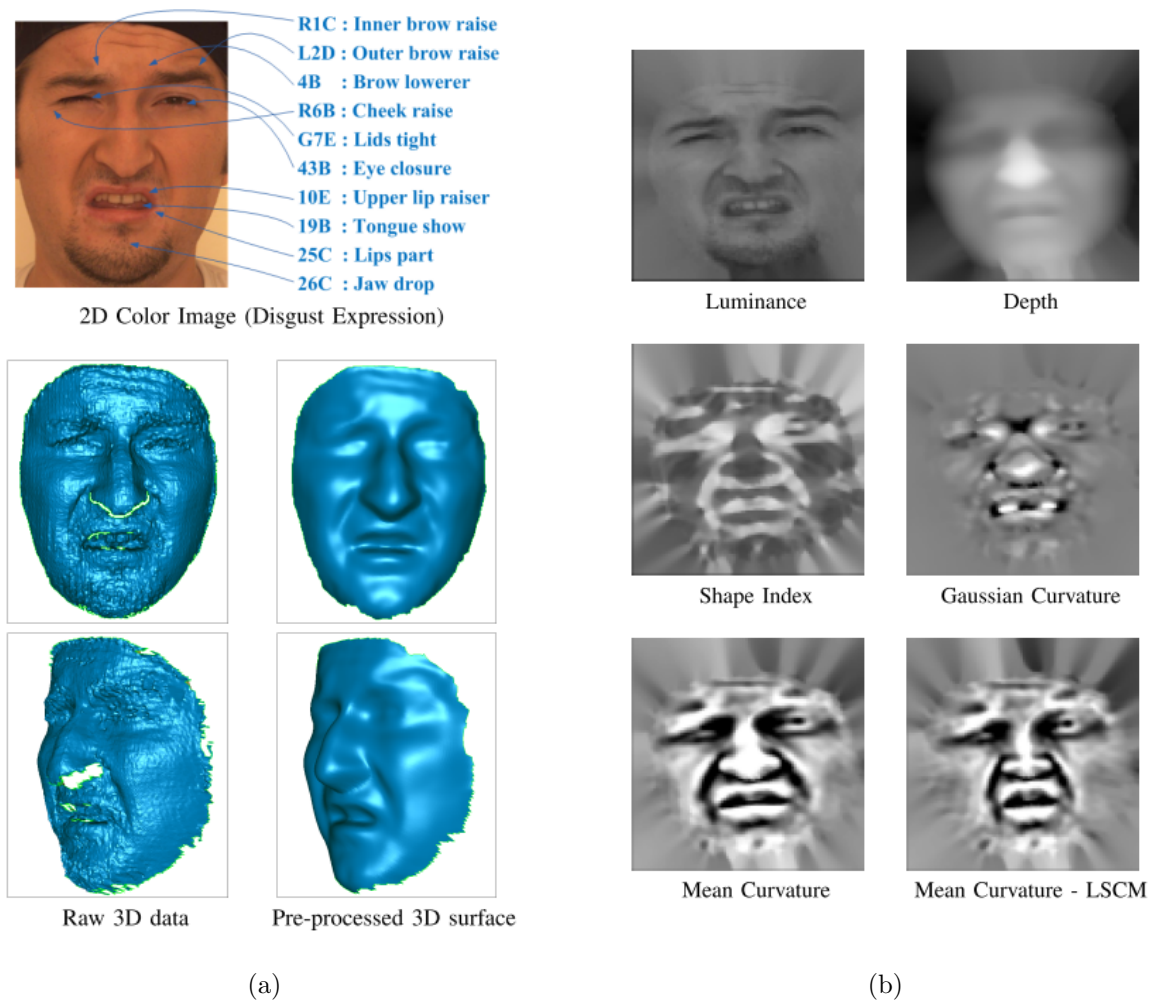 R1C : Inner brow raise
L2D : Outer brow raise
4B : Brow lowerer
R6B : Cheek raise
G7E : Lids tight
43B : Eye closure
10E : Upper lip raiser
19B : Tongue show
25C : Lips part
26C : Jaw drop
2D Color Image (Disgust Expression)
Raw 3D data
Pre-processed 3D surface
(a)
Luminance
Depth
Shape Index
Gaussian Curvature
Mean Curvature
Mean Curvature - LSCM
(b)